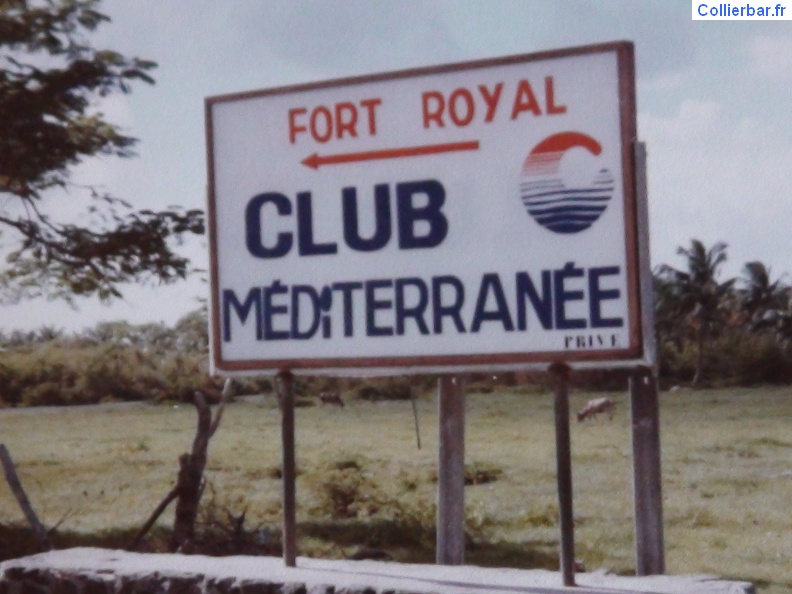 Collierbar.fr
FORT ROYAL
CLUB
MÉDITERRANÉE
PRIVE